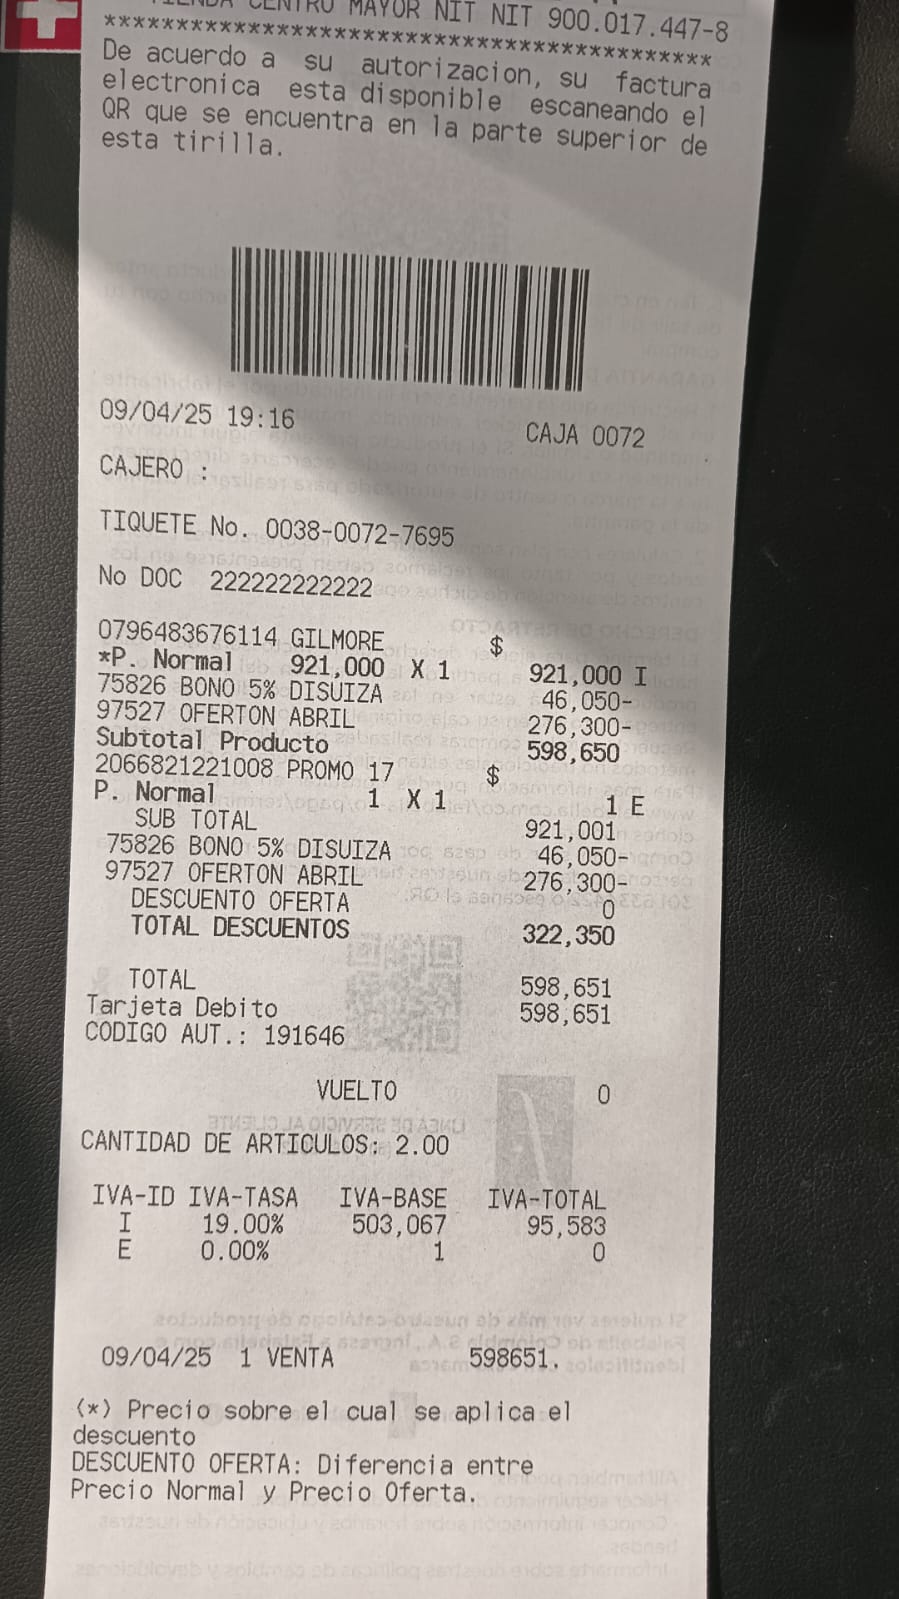 CENTRO MAYOR NIT NIT 900.017.447-8
******************************************
De acuerdo a su autorizacion, su factura
electronica esta disponible escaneando el
QR que se encuentra en la parte superior de
esta tirilla.
09/04/25 19:16 CAJA 0072
CAJERO :
TIQUETE No. 0038-0072-7695
No DOC 222222222222
0796483676114 GILMORE $
*P. Normal 921,000 X 1 921,000 I
75826 BONO 5% DISUIZA 46,050-
97527 OFERTON ABRIL 276,300-
Subtotal Producto 598,650
2066821221008 PROMO 17 $
P. Normal 1 X 1 1 E
SUB TOTAL 921,001
75826 BONO 5% DISUIZA 46,050-
97527 OFERTON ABRIL 276,300-
DESCUENTO OFERTA 0
TOTAL DESCUENTOS 322,350
TOTAL 598,651
Tarjeta Debito 598,651
CODIGO AUT.: 191646
VUELTO 0
CANTIDAD DE ARTICULOS: 2.00
IVA-ID IVA-TASA IVA-BASE IVA-TOTAL
I 19.00% 503,067 95,583
E 0.00% 1 0
09/04/25 1 VENTA 598651.
(*) Precio sobre el cual se aplica el
descuento
DESCUENTO OFERTA: Diferencia entre
Precio Normal y Precio Oferta.